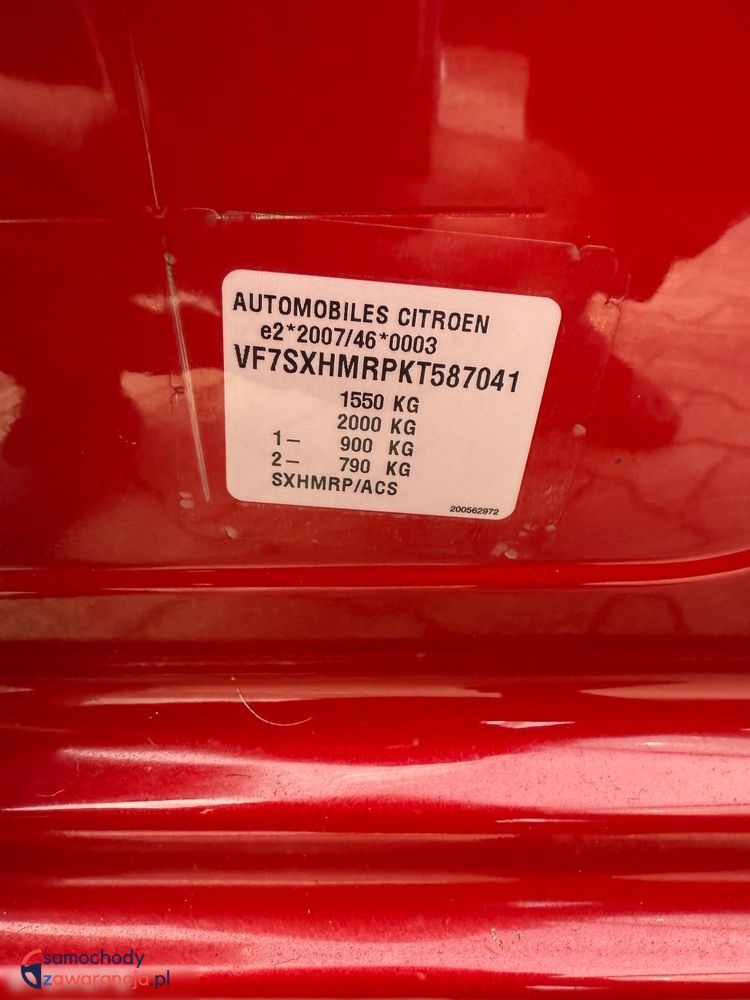 AUTOMOBILES CITROEN
e2*2007/46*0003
VF7SXHMRPKT587041
1550 KG
2000 KG
1- 900 KG
2- 790 KG
SXHMRP/ACS
200562972
samochody
zgwarancją.pl